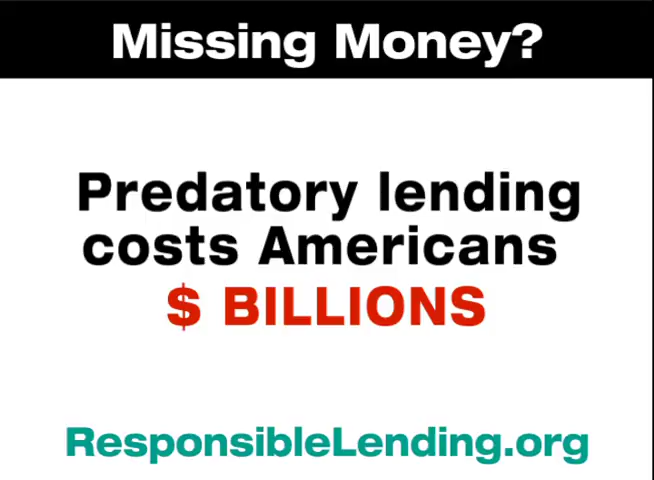 Missing Money?
Predatory lending
costs Americans
$ BILLIONS
ResponsibleLending.org